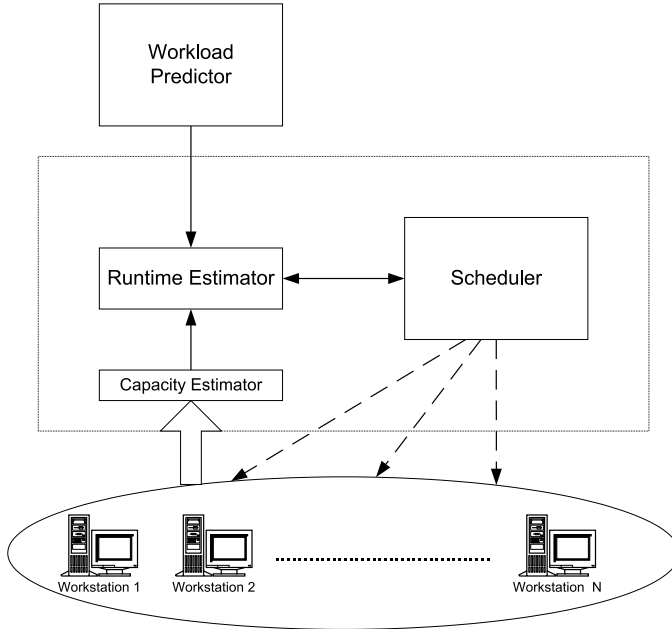 Workload
Predictor
Runtime Estimator
Scheduler
Capacity Estimator
Workstation 1
Workstation 2
Workstation N